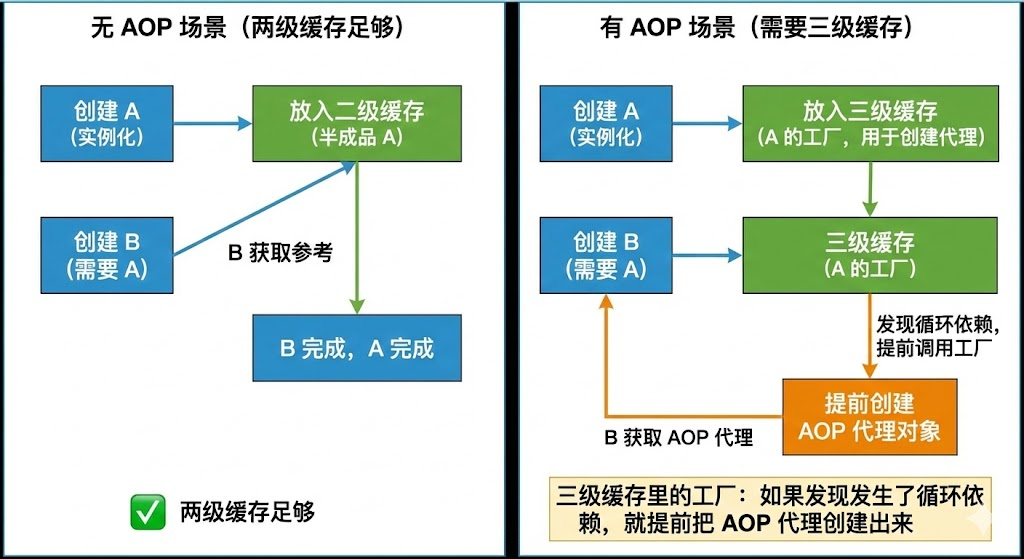 无 AOP 场景（两级缓存足够）
创建 A
(实例化)
放入二级缓存
(半成品 A)
创建 B
(需要 A)
B 获取参考
B 完成，A 完成
两级缓存足够
有 AOP 场景（需要三级缓存）
创建 A
(实例化)
放入三级缓存
(A 的工厂，用于创建代理)
创建 B
(需要 A)
三级缓存
(A 的工厂)
发现循环依赖，
提前调用工厂
提前创建
AOP 代理对象
B 获取 AOP 代理
三级缓存里的工厂：如果发现发生了循环依
赖，就提前把 AOP 代理创建出来